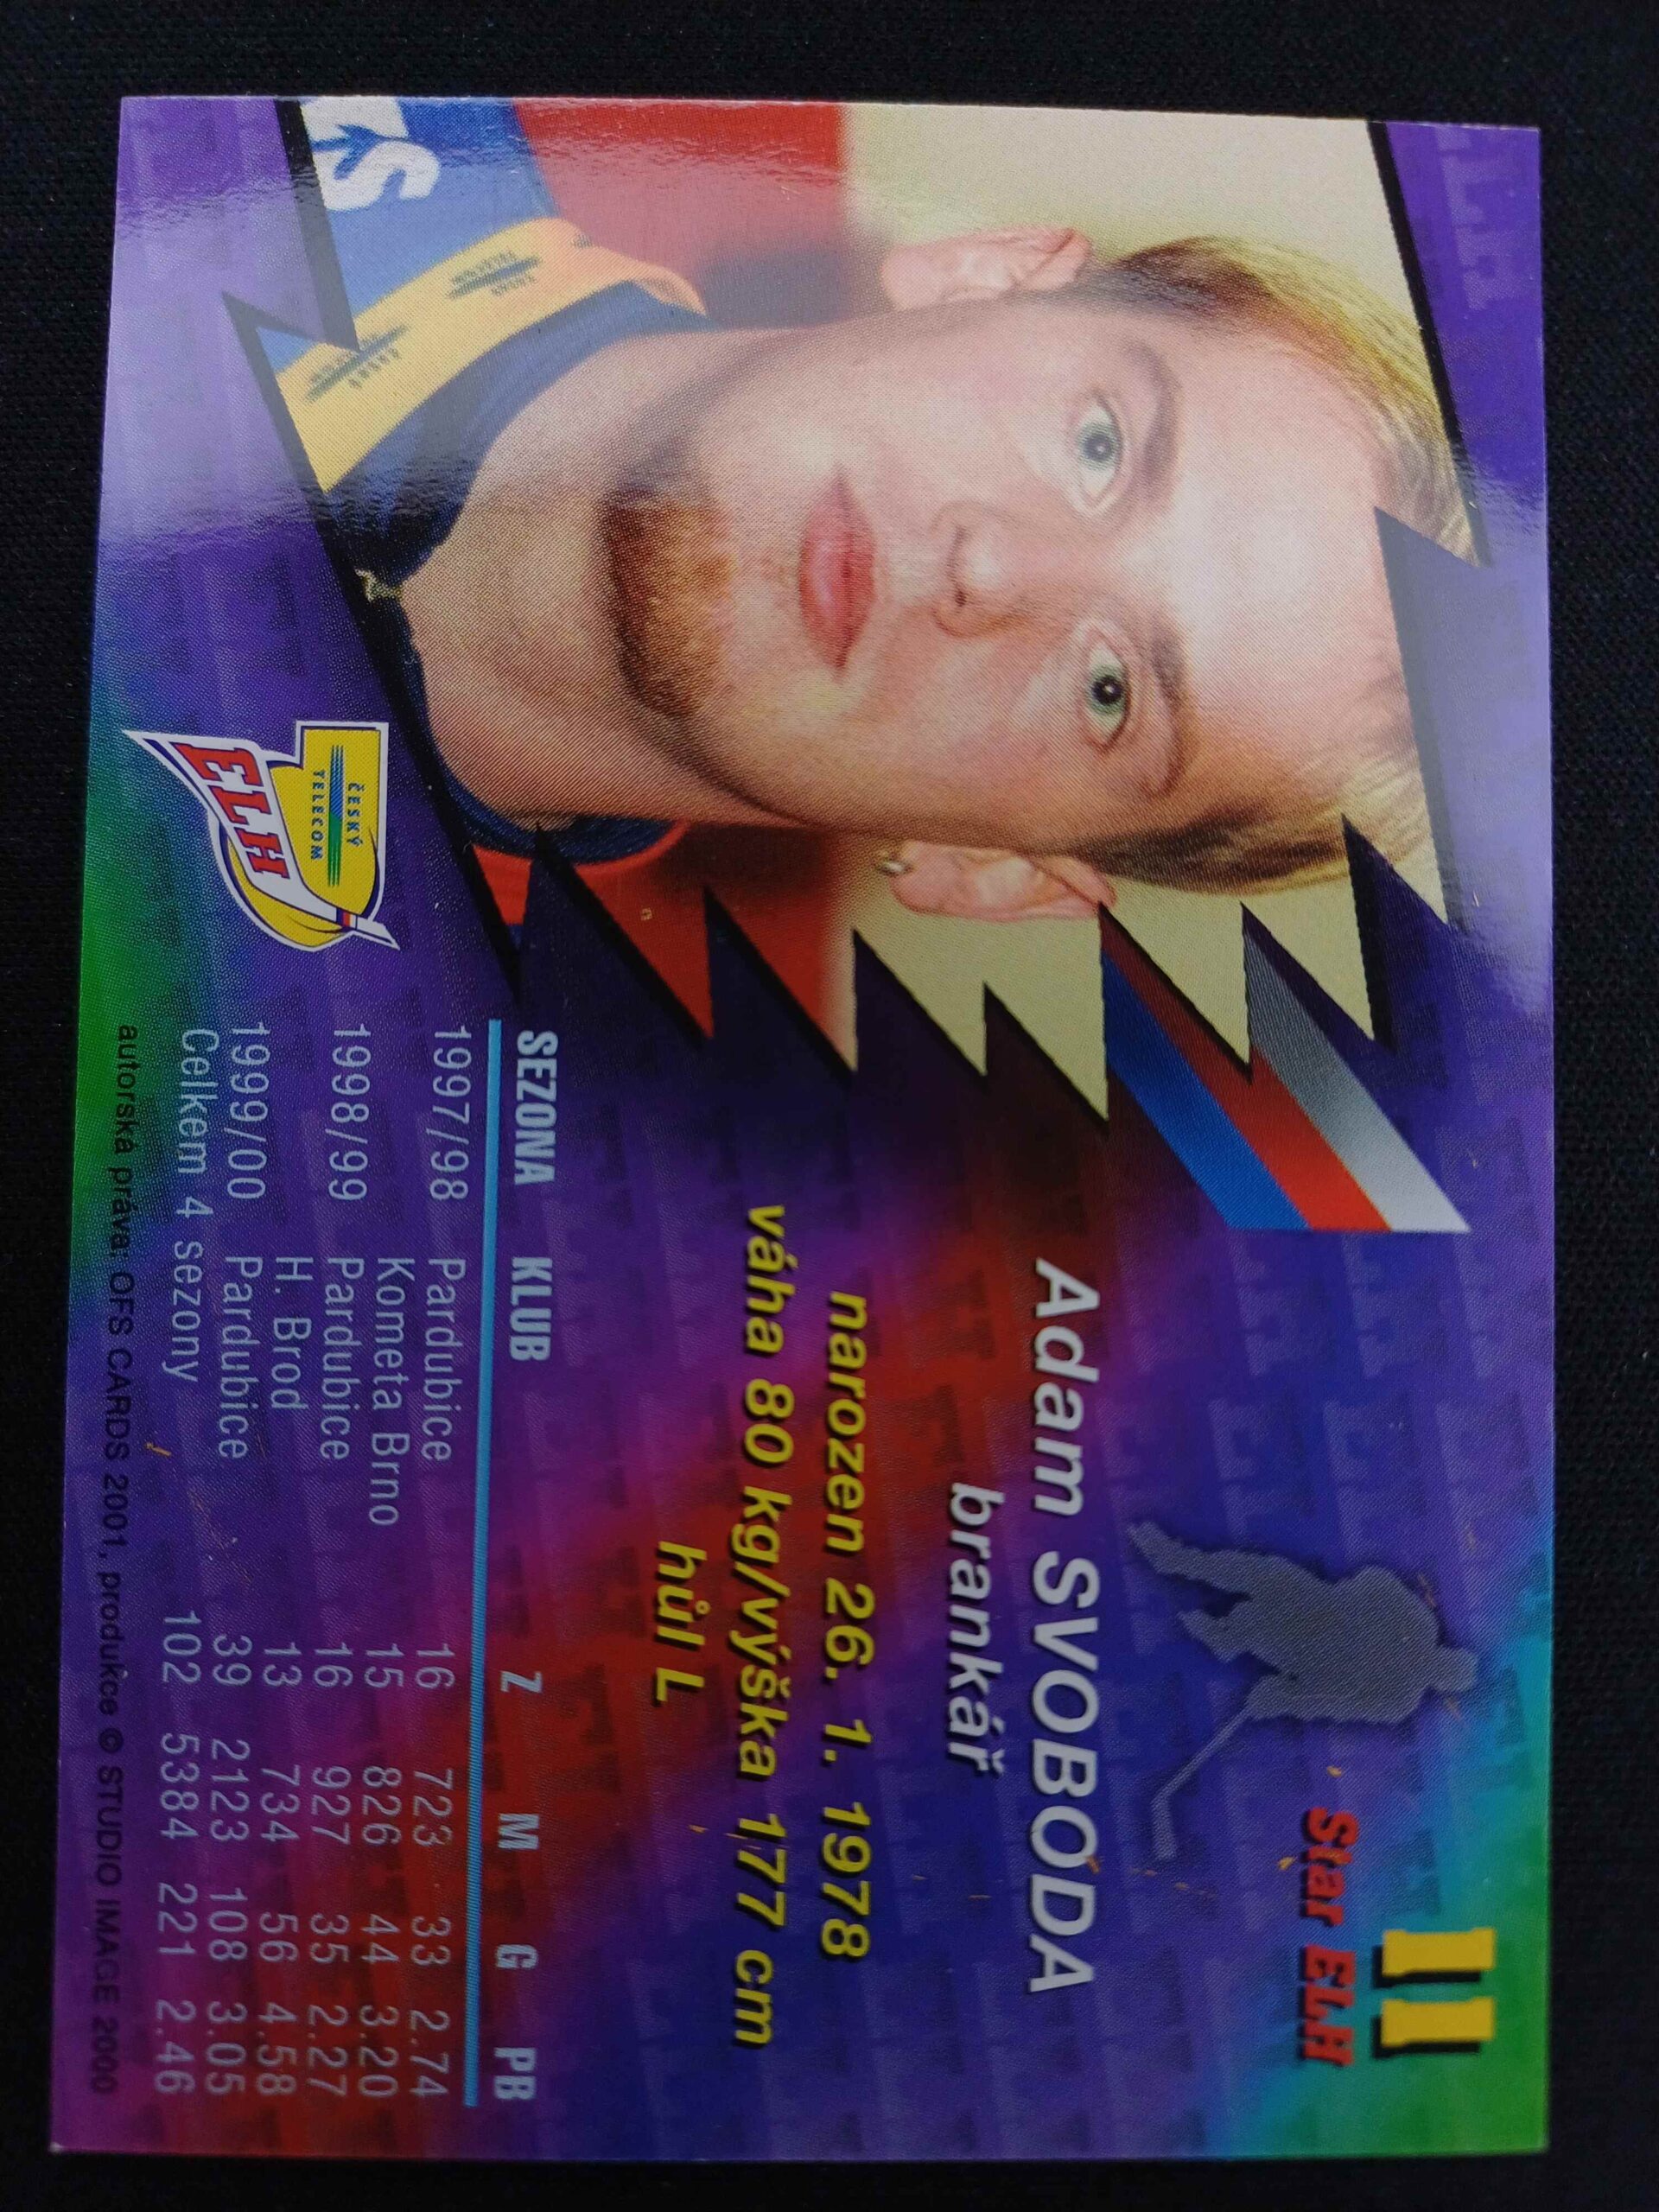 11
Star ELH
Adam SVOBODA
brankář
narozen 26. 1. 1978
váha 80 kg/výška 177 cm
hůl L
ČESKÝ
TELECOM
ELH
SEZONA KLUB Z M G PB
1997/98 Pardubice 16 723 33 2.74
Kometa Brno 15 826 44 3.20
1998/99 Pardubice 16 927 35 2.27
H. Brod 13 734 56 4.58
1999/00 Pardubice 39 2123 108 3.05
Celkem 4 sezony 102 5384 221 2.46
autorská práva: OFS CARDS 2001, produkce © STUDIO IMAGE 2000